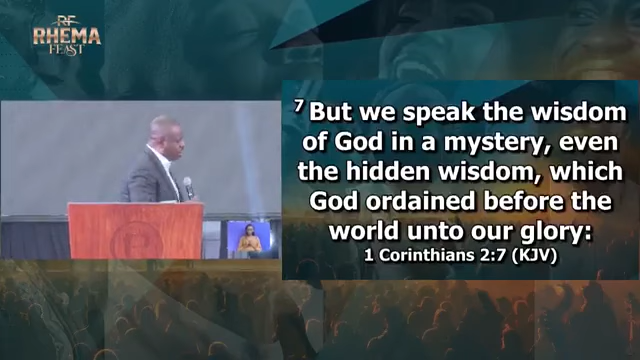 RF
RHEMA
FEAST
7 But we speak the wisdom
of God in a mystery, even
the hidden wisdom, which
God ordained before the
world unto our glory:
1 Corinthians 2:7 (KJV)